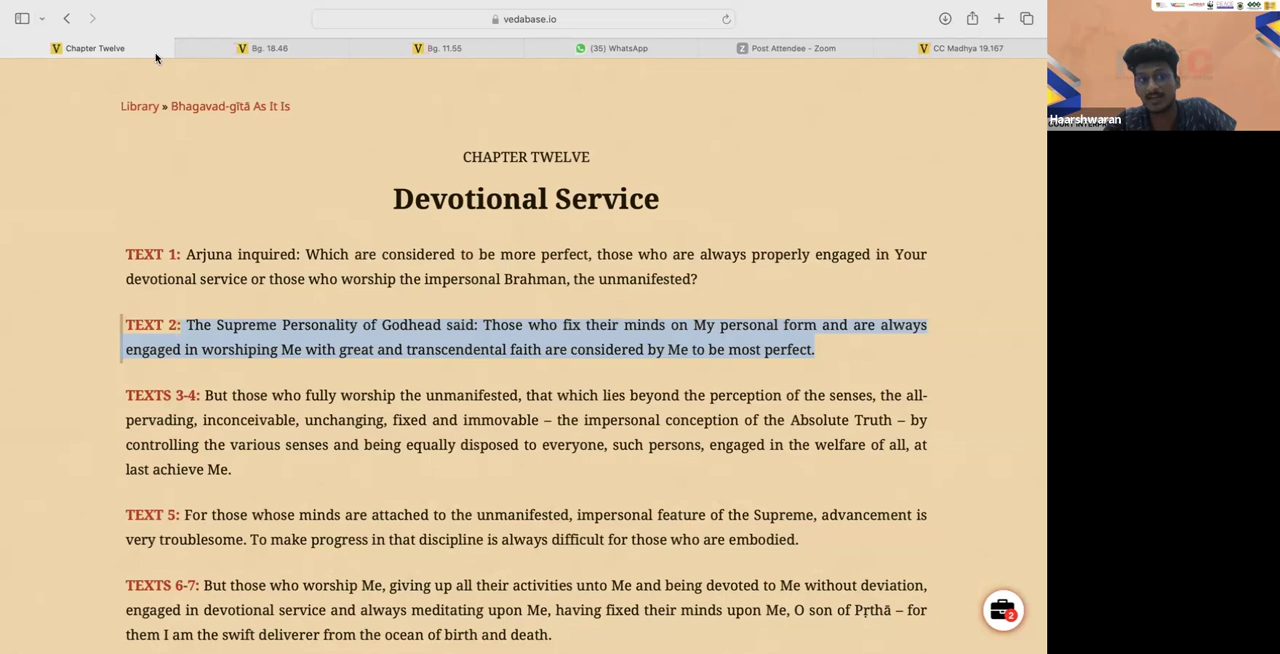 vedabase.io
Chapter Twelve
Bg. 18.46
Bg. 11.55
(35) WhatsApp
Post Attendee - Zoom
CC Madhya 19.167
Haarshwaran
Library » Bhagavad-gītā As It Is
CHAPTER TWELVE
Devotional Service
TEXT 1: Arjuna inquired: Which are considered to be more perfect, those who are always properly engaged in Your
devotional service or those who worship the impersonal Brahman, the unmanifested?
TEXT 2: The Supreme Personality of Godhead said: Those who fix their minds on My personal form and are always
engaged in worshiping Me with great and transcendental faith are considered by Me to be most perfect.
TEXTS 3-4: But those who fully worship the unmanifested, that which lies beyond the perception of the senses, the all-
pervading, inconceivable, unchanging, fixed and immovable – the impersonal conception of the Absolute Truth – by
controlling the various senses and being equally disposed to everyone, such persons, engaged in the welfare of all, at
last achieve Me.
TEXT 5: For those whose minds are attached to the unmanifested, impersonal feature of the Supreme, advancement is
very troublesome. To make progress in that discipline is always difficult for those who are embodied.
TEXTS 6-7: But those who worship Me, giving up all their activities unto Me and being devoted to Me without deviation,
engaged in devotional service and always meditating upon Me, having fixed their minds upon Me, O son of Pṛthā – for
them I am the swift deliverer from the ocean of birth and death.
2